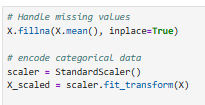 # Handle missing values
X.fillna(X.mean(), inplace=True)
# encode categorical data
scaler = StandardScaler()
X_scaled = scaler.fit_transform(X)